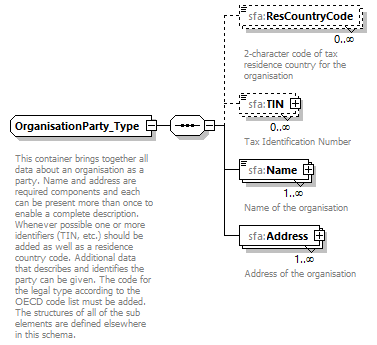 sfa:ResCountryCode
0..∞
2-character code of tax
residence country for the
organisation
sfa:TIN
0..∞
Tax Identification Number
OrganisationParty_Type
This container brings together all
data about an organisation as a
party. Name and address are
required components and each
can be present more than once to
enable a complete description.
Whenever possible one or more
identifiers (TIN, etc.) should be
added as well as a residence
country code. Additional data
that describes and identifies the
party can be given. The code for
the legal type according to the
OECD code list must be added.
The structures of all of the sub
elements are defined elsewhere
in this schema.
sfa:Name
1..∞
Name of the organisation
sfa:Address
1..∞
Address of the organisation